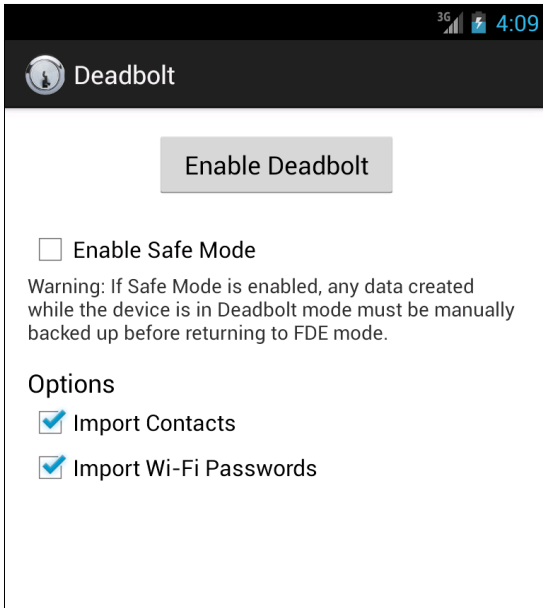 3G 4:09
Deadbolt
Enable Deadbolt
Enable Safe Mode
Warning: If Safe Mode is enabled, any data created
while the device is in Deadbolt mode must be manually
backed up before returning to FDE mode.
Options
Import Contacts
Import Wi-Fi Passwords